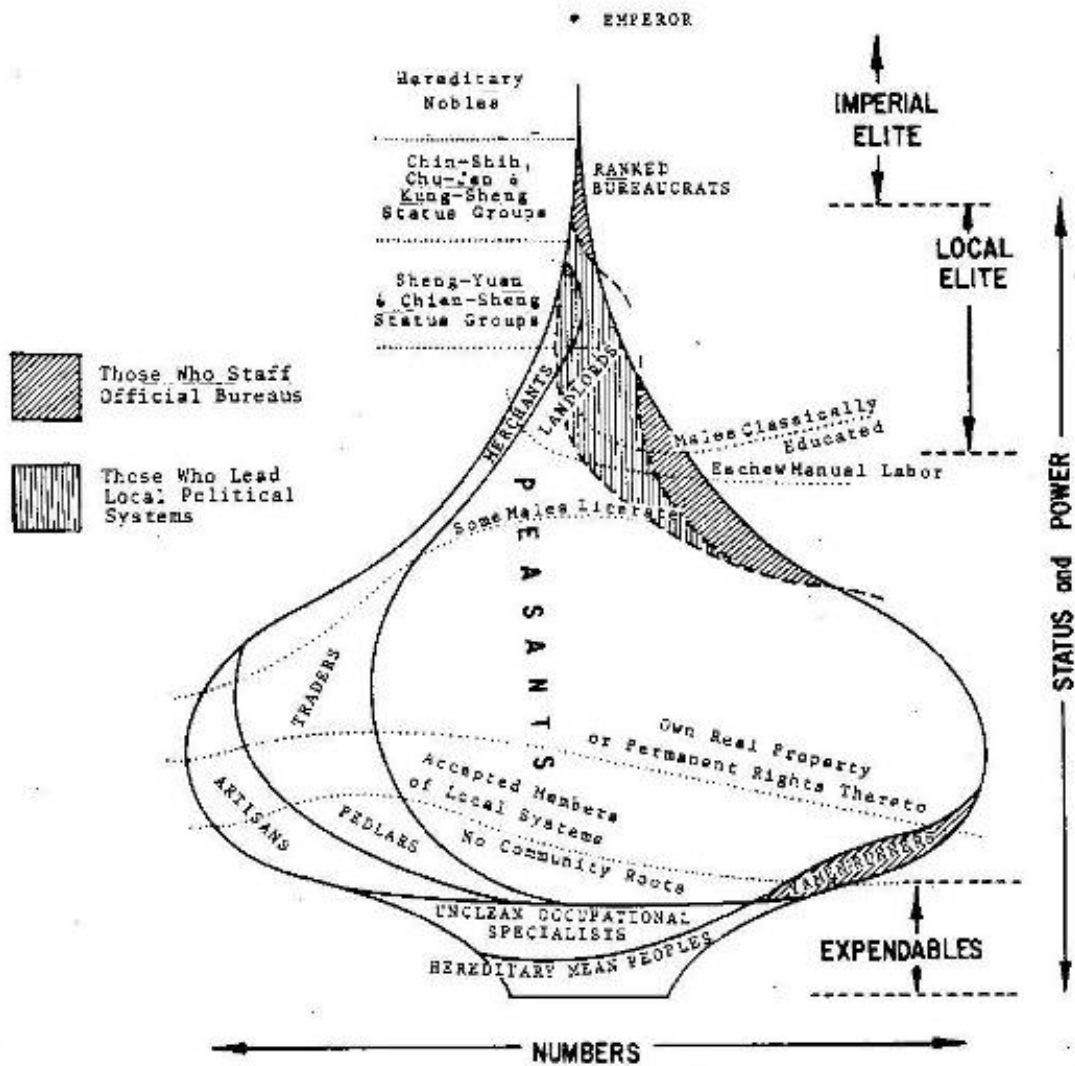 EMPEROR
Hereditary
Nobles
IMPERIAL
ELITE
Chin-Shih,
Chu-Jen &
Kung-Sheng
Status Groups
RANKED
BUREAUCRATS
LOCAL
ELITE
Sheng-Yuan
& Chien-Sheng
Status Groups
Those Who Staff
Official Bureaus
Those Who Lead
Local Political
Systems
MERCHANTS
LANDLORDS
Males Classically
Educated
Eschew Manual Labor
Some Males Literate
PEASANTS
TRADERS
STATUS and POWER
Own Real Property
or Permanent Rights Thereto
Accepted Members
of Local Systems
No Community Roots
ARTISANS
PEDLARS
YAMEN-RUNNERS
UNCLEAN OCCUPATIONAL
SPECIALISTS
HEREDITARY MEAN PEOPLES
EXPENDABLES
NUMBERS